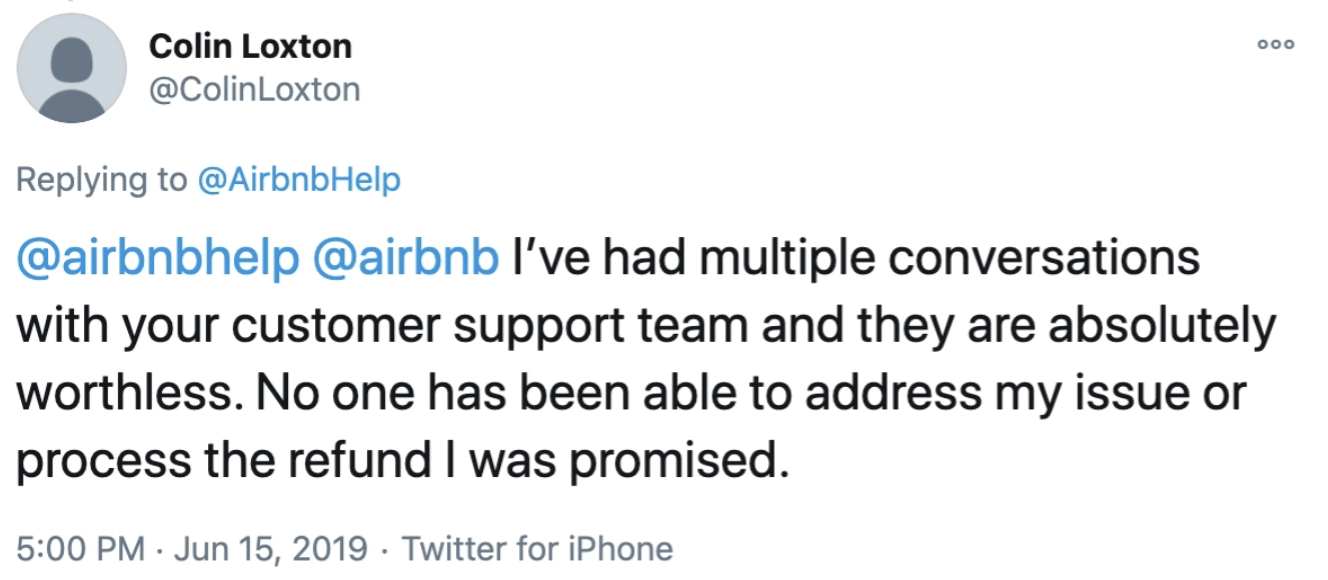 Colin Loxton
@ColinLoxton
Replying to @AirbnbHelp
@airbnbhelp @airbnb I’ve had multiple conversations
with your customer support team and they are absolutely
worthless. No one has been able to address my issue or
process the refund I was promised.
5:00 PM · Jun 15, 2019 · Twitter for iPhone